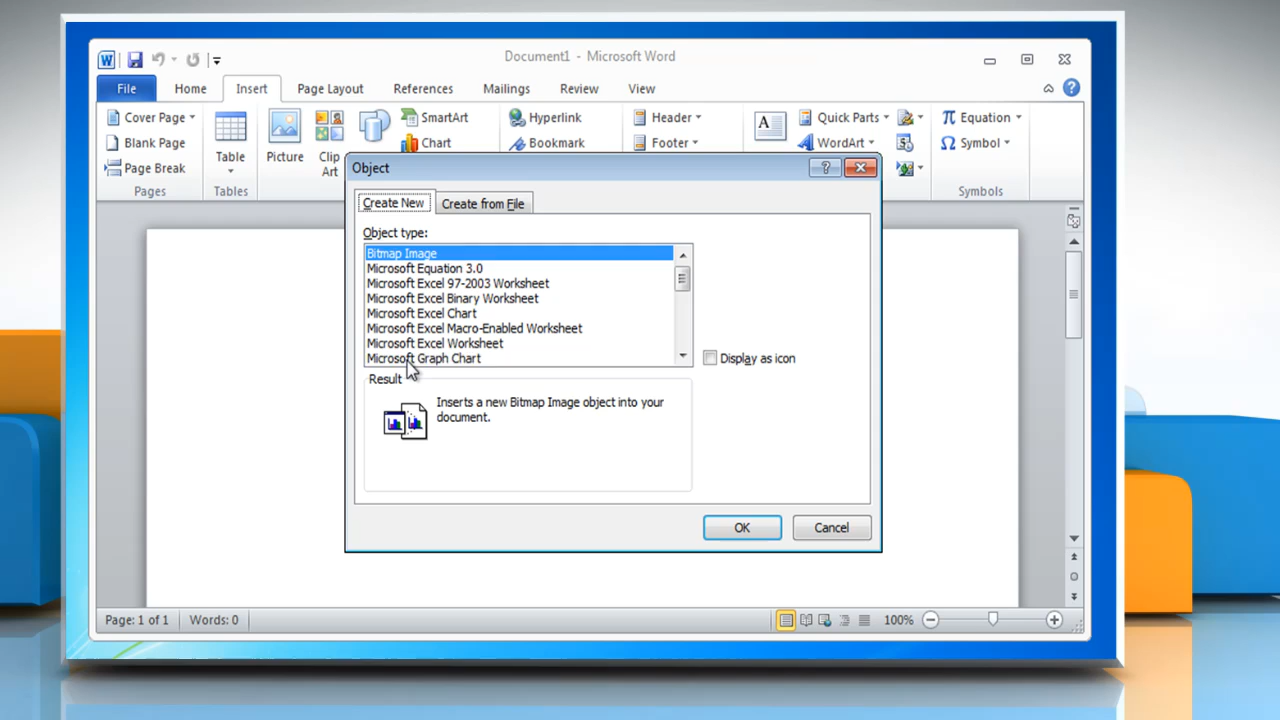 W
Document1 - Microsoft Word
File Home Insert Page Layout References Mailings Review View
Cover Page
Blank Page
Page Break
Pages
Table
Tables
Picture
Clip
Art
SmartArt
Chart
Hyperlink
Bookmark
Header
Footer
A
Quick Parts
WordArt
π Equation
Ω Symbol
Symbols
Object
Create New Create from File
Object type:
Bitmap Image
Microsoft Equation 3.0
Microsoft Excel 97-2003 Worksheet
Microsoft Excel Binary Worksheet
Microsoft Excel Chart
Microsoft Excel Macro-Enabled Worksheet
Microsoft Excel Worksheet
Microsoft Graph Chart
Display as icon
Result
Inserts a new Bitmap Image object into your
document.
OK Cancel
Page: 1 of 1 Words: 0 100%